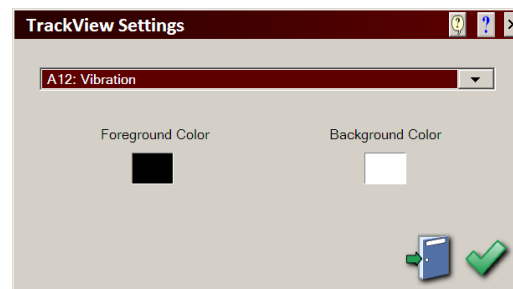 TrackView Settings
A12: Vibration
Foreground Color
Background Color